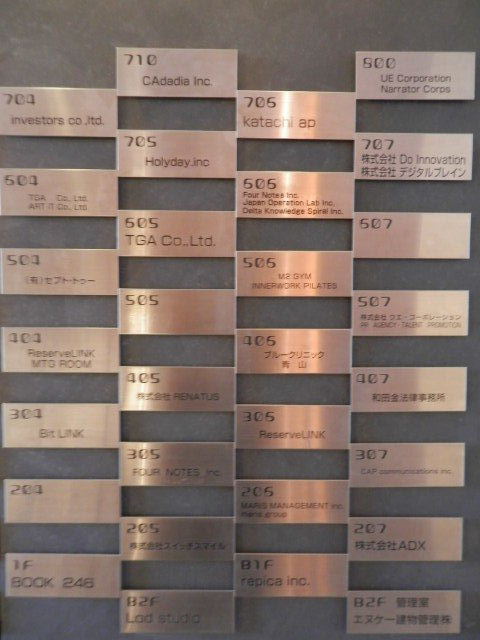 710
CAdadia Inc.
800
UE Corporation
Narrator Corps
704
investors co.,ltd.
706
katachi ap
705
Holyday.inc
707
株式会社 Do Innovation
株式会社 デジタルブレイン
604
TGA Co., Ltd.
ART IT Co., Ltd.
606
Four Notes Inc.
Japan Operation Lab Inc.
Delta Knowledge Spiral Inc.
605
TGA Co.,Ltd.
607
504
(有)セプト・トゥー
506
M2 GYM
INNERWORK PILATES
505
507
株式会社 ウエ・コーポレーション
PR AGENCY・TALENT PROMOTION
404
ReserveLINK
MTG ROOM
406
ブルークリニック
青 山
405
株式会社 RENATUS
407
和田金法律事務所
304
Bit LINK
306
ReserveLINK
305
FOUR NOTES, inc.
307
CAP communications inc.
204
206
MARIS MANAGEMENT inc.
maris group
205
株式会社スイッチスマイル
207
株式会社ADX
1F
BOOK 246
B1F
repica inc.
B2F
Lod studio
B2F 管理室
エヌケー建物管理㈱